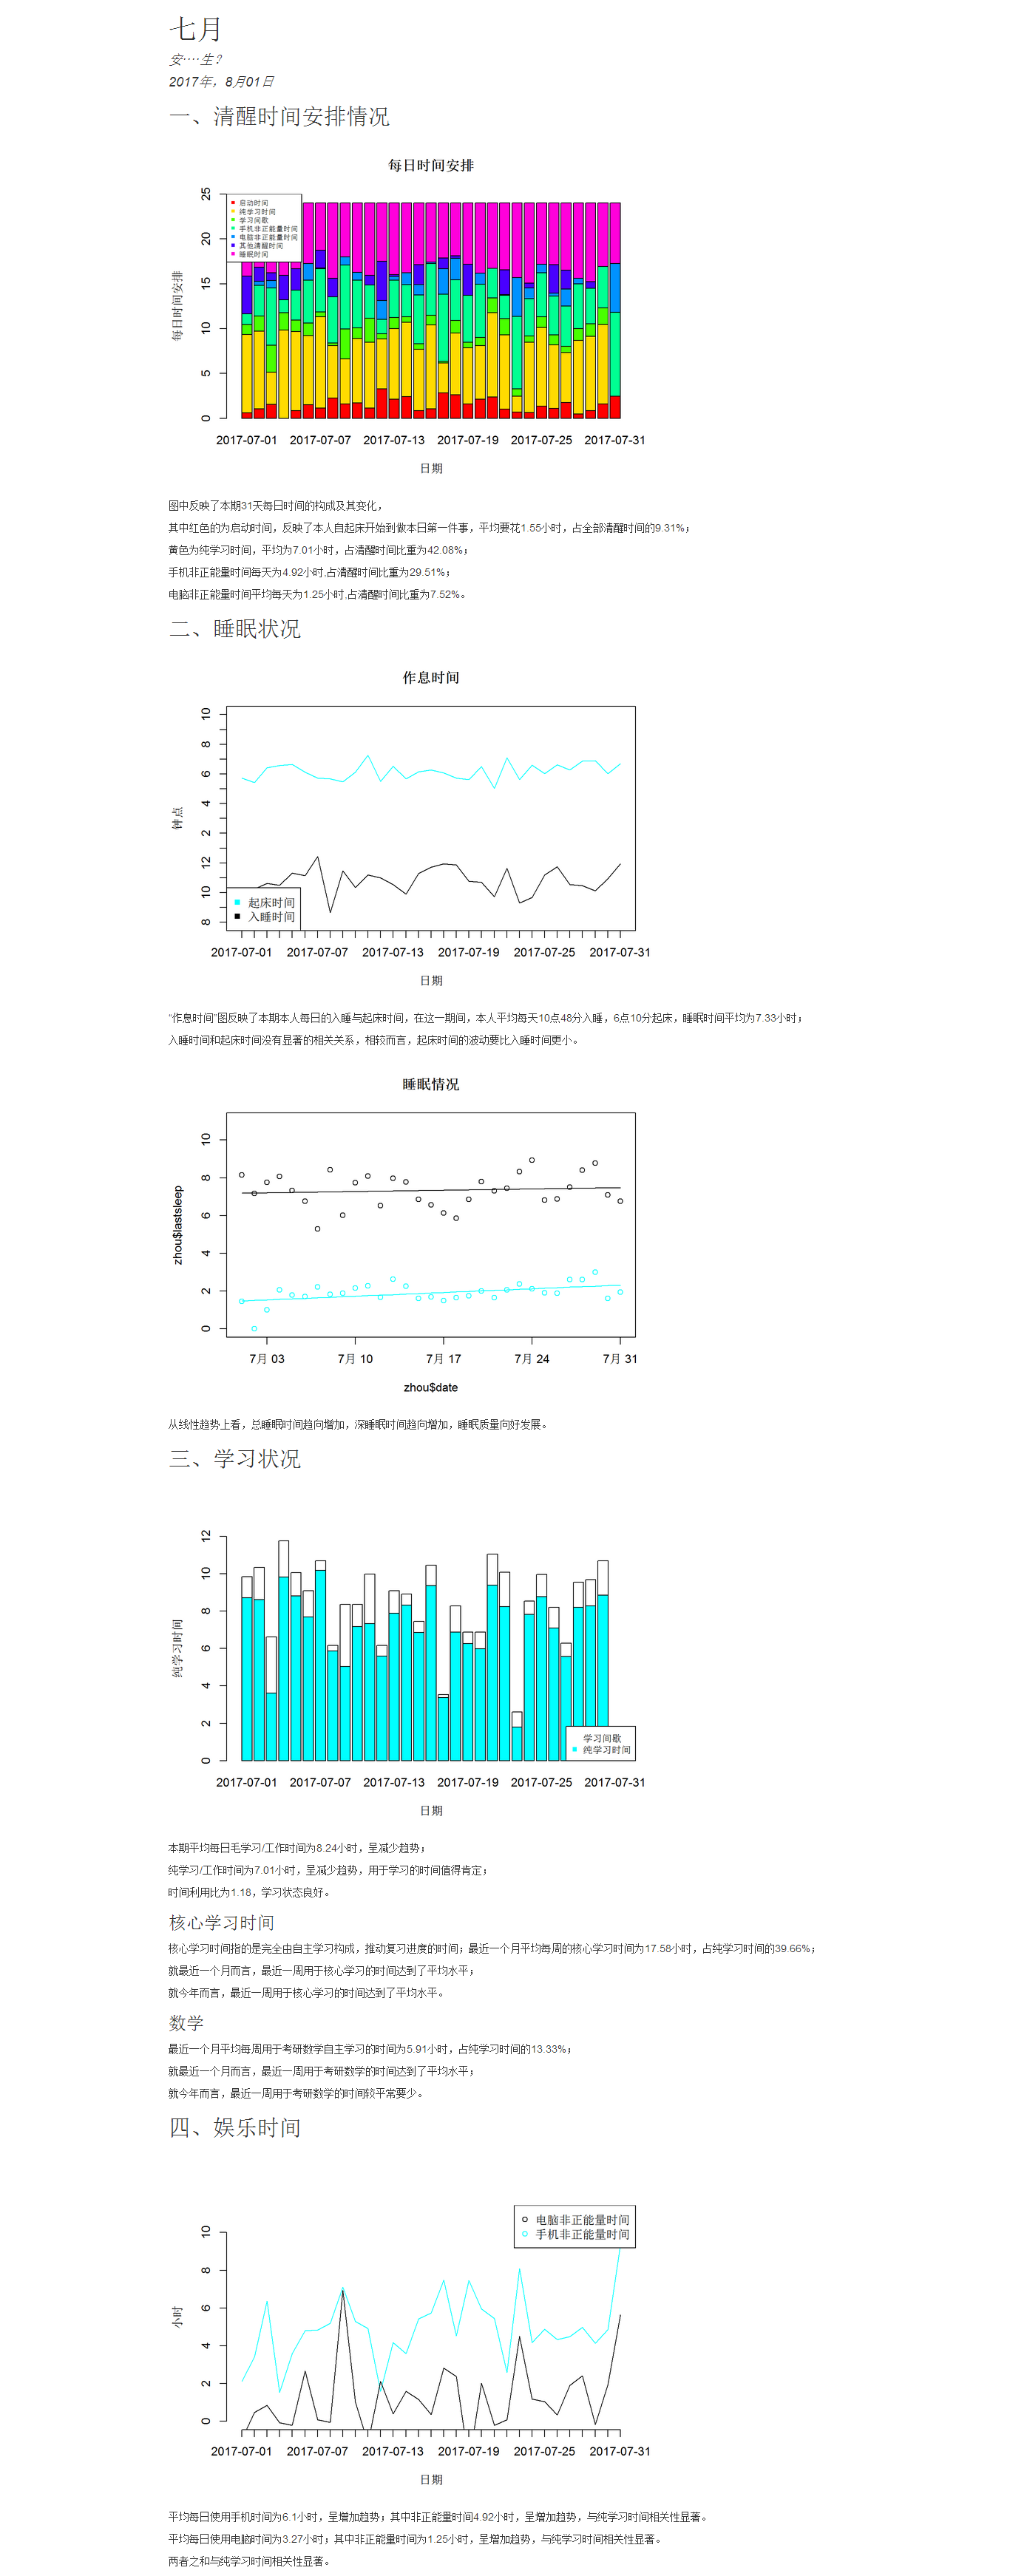 七月
安····生?
2017年，8月01日
一、清醒时间安排情况
每日时间安排
启动时间
纯学习时间
学习间歇
手机非正能量时间
电脑非正能量时间
其他清醒时间
睡眠时间
每日时间安排
25
20
15
10
5
0
2017-07-01 2017-07-07 2017-07-13 2017-07-19 2017-07-25 2017-07-31
日期
图中反映了本期31天每日时间的构成及其变化，
其中红色的为启动时间，反映了本人自起床开始到做本日第一件事，平均要花1.55小时，占全部清醒时间的9.31%；
黄色为纯学习时间，平均为7.01小时，占清醒时间比重为42.08%；
手机非正能量时间每天为4.92小时,占清醒时间比重为29.51%；
电脑非正能量时间平均每天为1.25小时,占清醒时间比重为7.52%。
二、睡眠状况
作息时间
钟点
10
8
6
4
2
12
10
8
起床时间
入睡时间
2017-07-01 2017-07-07 2017-07-13 2017-07-19 2017-07-25 2017-07-31
日期
“作息时间”图反映了本期本人每日的入睡与起床时间，在这一期间，本人平均每天10点48分入睡，6点10分起床，睡眠时间平均为7.33小时；
入睡时间和起床时间没有显著的相关关系，相较而言，起床时间的波动要比入睡时间更小。
睡眠情况
zhou$lastsleep
10
8
6
4
2
0
7月 03 7月 10 7月 17 7月 24 7月 31
zhou$date
从线性趋势上看，总睡眠时间趋向增加，深睡眠时间趋向增加，睡眠质量向好发展。
三、学习状况
纯学习时间
12
10
8
6
4
2
0
学习间歇
纯学习时间
2017-07-01 2017-07-07 2017-07-13 2017-07-19 2017-07-25 2017-07-31
日期
本期平均每日毛学习/工作时间为8.24小时，呈减少趋势；
纯学习/工作时间为7.01小时，呈减少趋势，用于学习的时间值得肯定；
时间利用比为1.18，学习状态良好。
核心学习时间
核心学习时间指的是完全由自主学习构成，推动复习进度的时间；最近一个月平均每周的核心学习时间为17.58小时，占纯学习时间的39.66%；
就最近一个月而言，最近一周用于核心学习的时间达到了平均水平；
就今年而言，最近一周用于核心学习的时间达到了平均水平。
数学
最近一个月平均每周用于考研数学自主学习的时间为5.91小时，占纯学习时间的13.33%；
就最近一个月而言，最近一周用于考研数学的时间达到了平均水平；
就今年而言，最近一周用于考研数学的时间较平常要少。
四、娱乐时间
电脑非正能量时间
手机非正能量时间
小时
10
8
6
4
2
0
2017-07-01 2017-07-07 2017-07-13 2017-07-19 2017-07-25 2017-07-31
日期
平均每日使用手机时间为6.1小时，呈增加趋势；其中非正能量时间4.92小时，呈增加趋势，与纯学习时间相关性显著。
平均每日使用电脑时间为3.27小时；其中非正能量时间为1.25小时，呈增加趋势，与纯学习时间相关性显著。
两者之和与纯学习时间相关性显著。